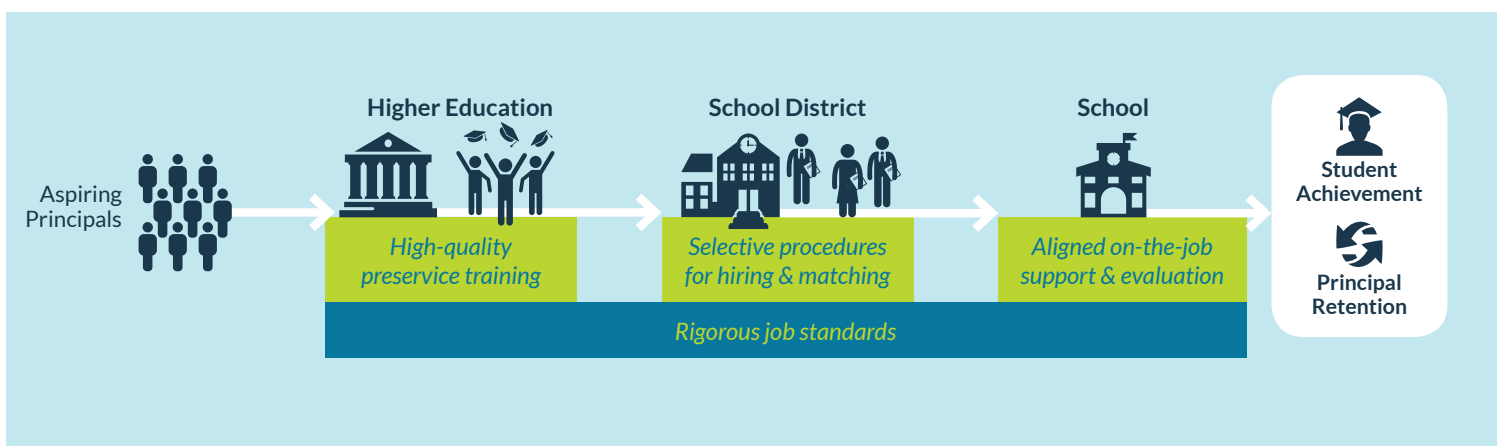 Aspiring
Principals
Higher Education
High-quality
preservice training
School District
Selective procedures
for hiring & matching
School
Aligned on-the-job
support & evaluation
Rigorous job standards
Student
Achievement
Principal
Retention